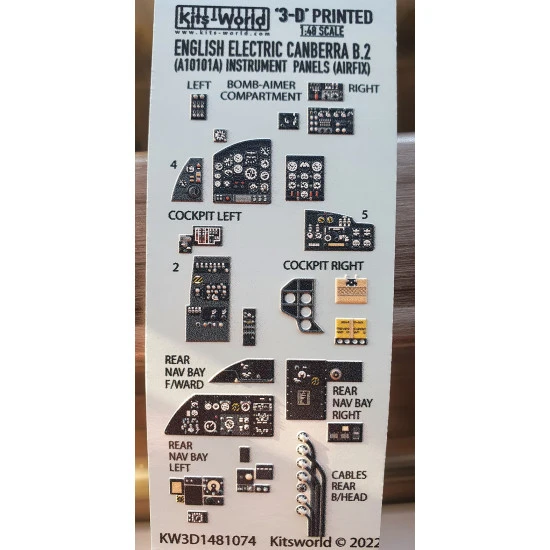 Kits-World "3-D" PRINTED
www.kits-world.com 1:48 SCALE
ENGLISH ELECTRIC CANBERRA B.2
(A10101A) INSTRUMENT PANELS (AIRFIX)
LEFT BOMB-AIMER COMPARTMENT RIGHT
4
COCKPIT LEFT
5
2
COCKPIT RIGHT
REAR
NAV BAY
F/WARD
REAR
NAV BAY
RIGHT
REAR
NAV BAY
LEFT
CABLES
REAR
B/HEAD
KW3D1481074 Kitsworld © 2022